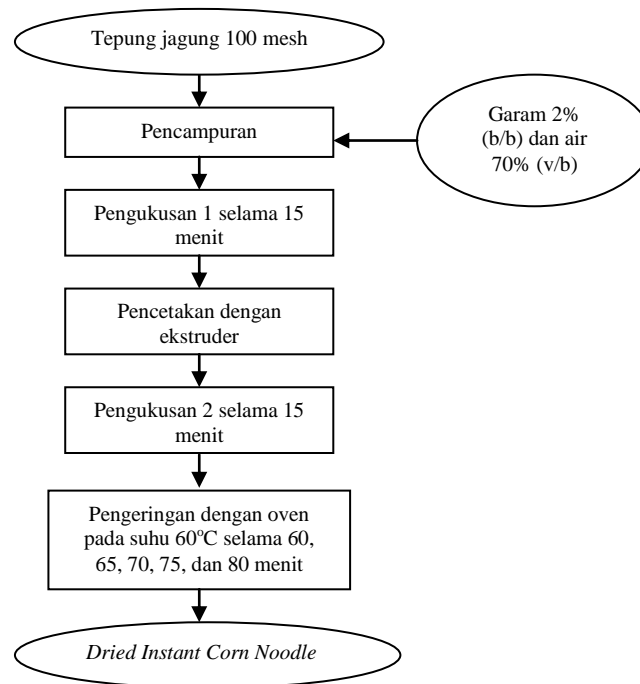 Tepung jagung 100 mesh
Pencampuran
Garam 2%
(b/b) dan air
70% (v/b)
Pengukusan 1 selama 15
menit
Pencetakan dengan
ekstruder
Pengukusan 2 selama 15
menit
Pengeringan dengan oven
pada suhu 60°C selama 60,
65, 70, 75, dan 80 menit
Dried Instant Corn Noodle